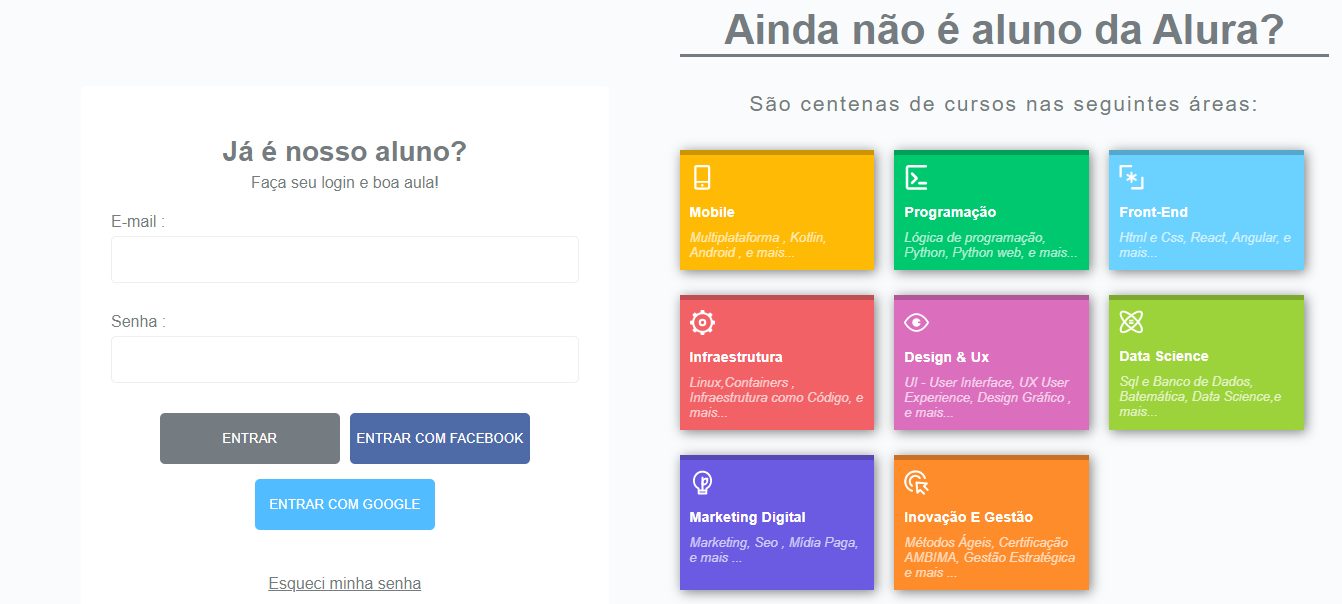 Já é nosso aluno?
Faça seu login e boa aula!
E-mail :
Senha :
ENTRAR
ENTRAR COM FACEBOOK
ENTRAR COM GOOGLE
Esqueci minha senha
Ainda não é aluno da Alura?
São centenas de cursos nas seguintes áreas:
Mobile
Multiplataforma , Kotlin,
Android , e mais...
Programação
Lógica de programação,
Python, Python web, e mais...
Front-End
Html e Css, React, Angular, e
mais...
Infraestrutura
Linux,Containers ,
Infraestrutura como Código, e
mais...
Design & Ux
UI - User Interface, UX User
Experience, Design Gráfico ,
e mais...
Data Science
Sql e Banco de Dados,
Batemática, Data Science,e
mais...
Marketing Digital
Marketing, Seo , Mídia Paga,
e mais ...
Inovação E Gestão
Métodos Ágeis, Certificação
AMBIMA, Gestão Estratégica
e mais ...